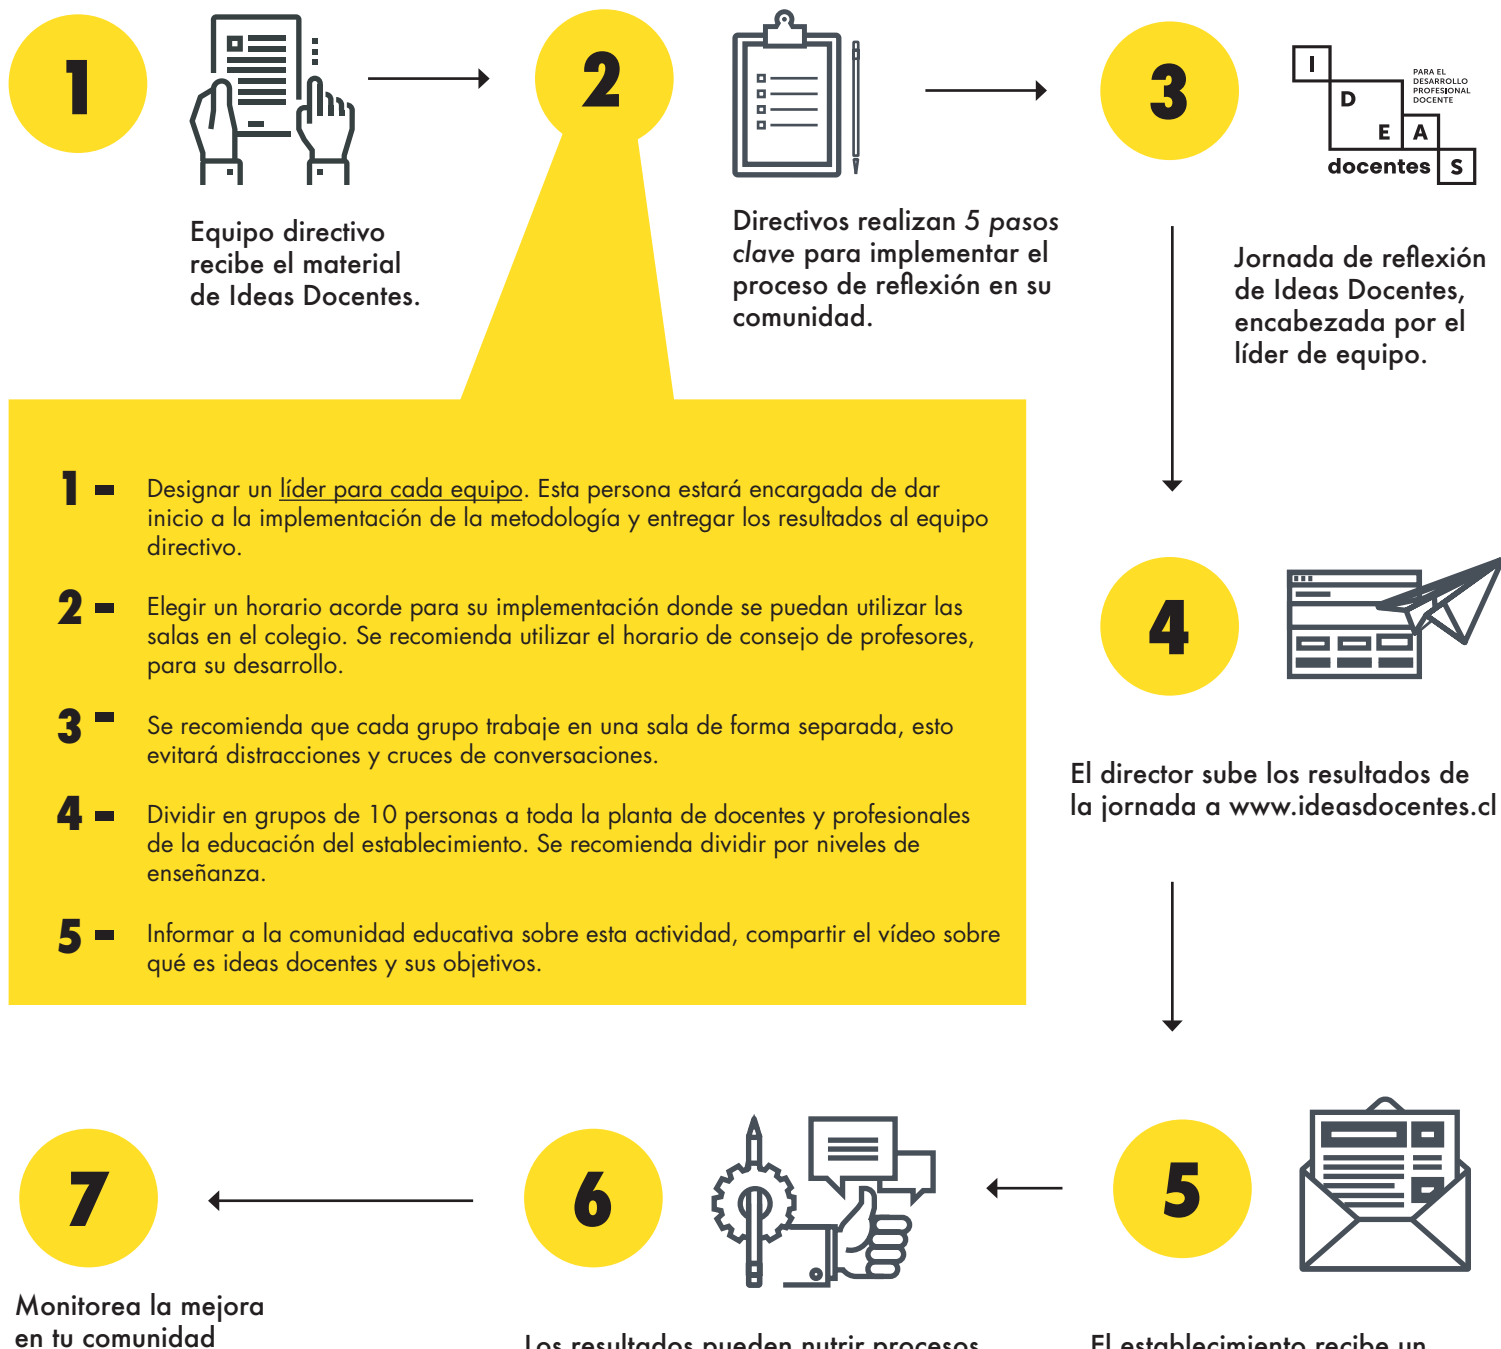 1
Equipo directivo
recibe el material
de Ideas Docentes.
2
Directivos realizan 5 pasos
clave para implementar el
proceso de reflexión en su
comunidad.
3
I
D
E A
S
PARA EL
DESARROLLO
PROFESIONAL
DOCENTE
docentes
Jornada de reflexión
de Ideas Docentes,
encabezada por el
líder de equipo.
1 - Designar un líder para cada equipo. Esta persona estará encargada de dar
inicio a la implementación de la metodología y entregar los resultados al equipo
directivo.
2 - Elegir un horario acorde para su implementación donde se puedan utilizar las
salas en el colegio. Se recomienda utilizar el horario de consejo de profesores,
para su desarrollo.
3 - Se recomienda que cada grupo trabaje en una sala de forma separada, esto
evitará distracciones y cruces de conversaciones.
4 - Dividir en grupos de 10 personas a toda la planta de docentes y profesionales
de la educación del establecimiento. Se recomienda dividir por niveles de
enseñanza.
5 - Informar a la comunidad educativa sobre esta actividad, compartir el vídeo sobre
qué es ideas docentes y sus objetivos.
4
El director sube los resultados de
la jornada a www.ideasdocentes.cl
5
El establecimiento recibe un
6
Los resultados pueden nutrir procesos
7
Monitorea la mejora
en tu comunidad